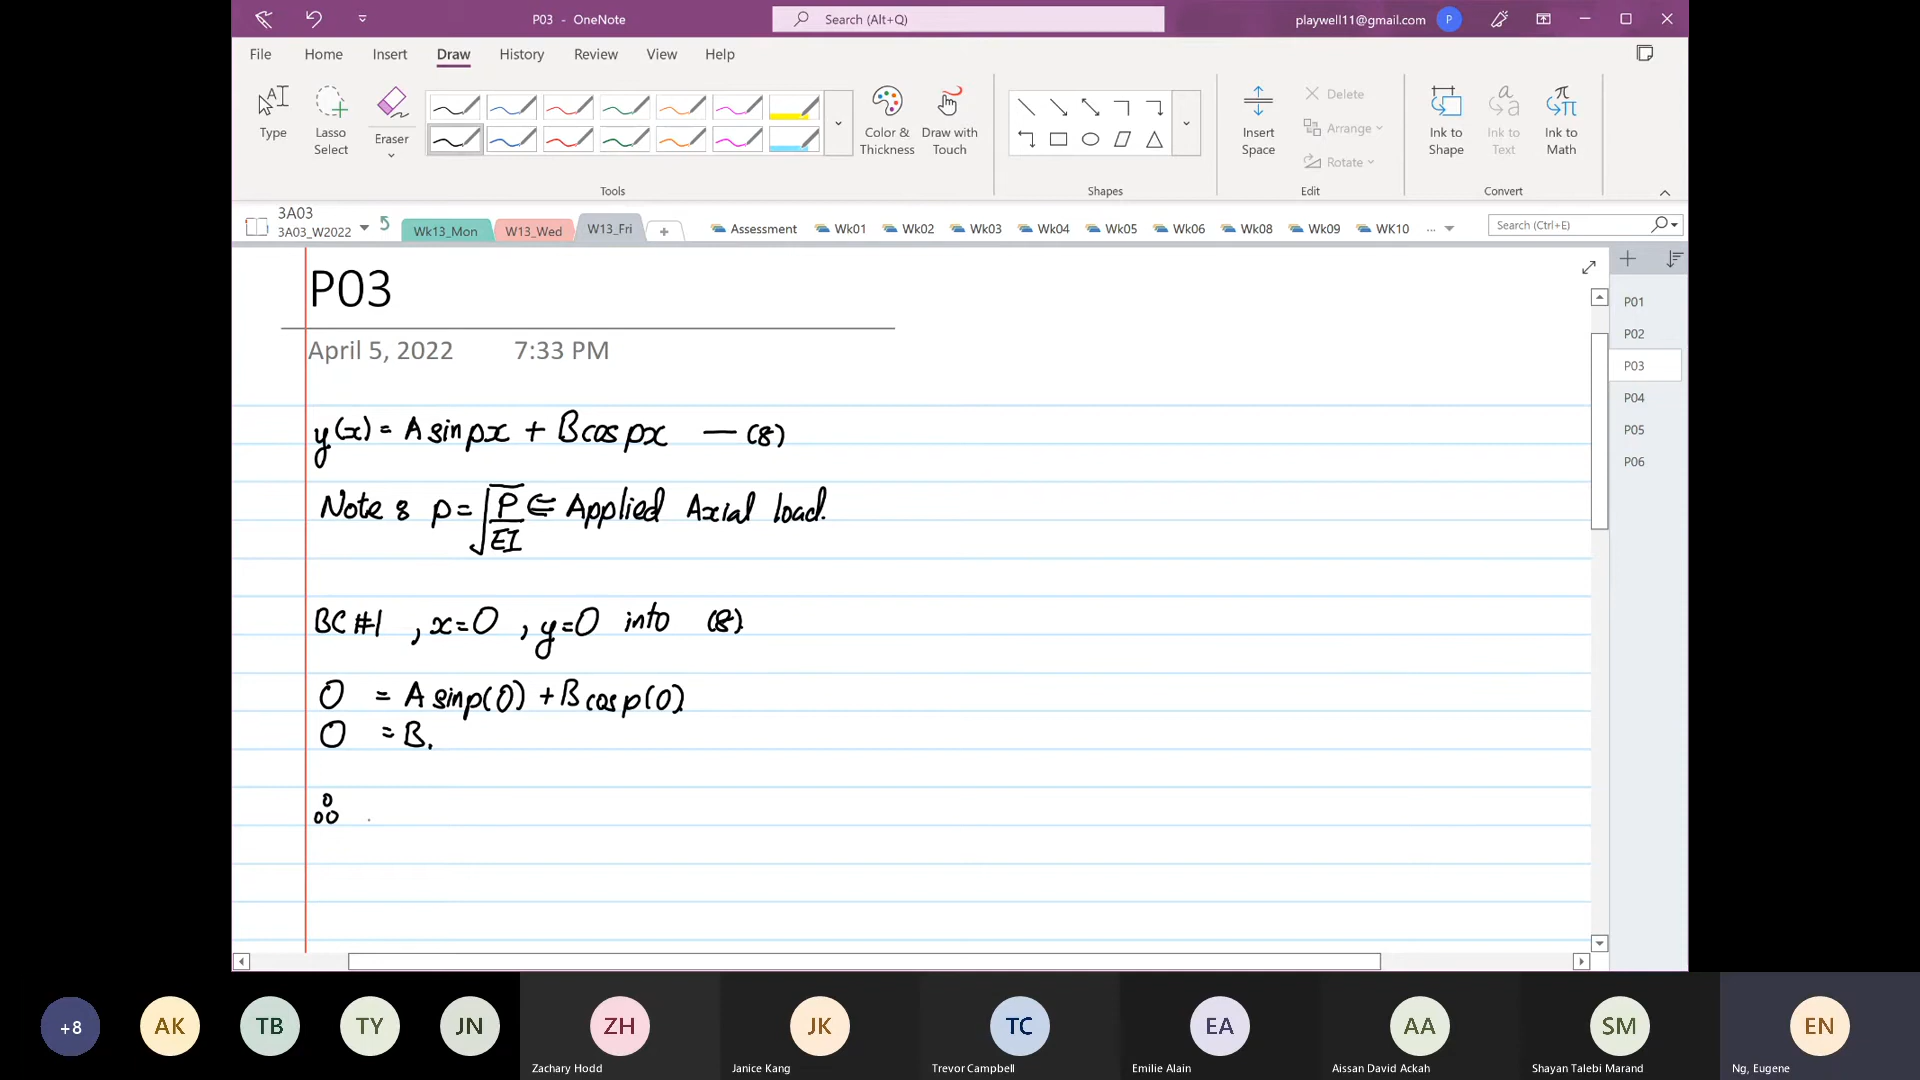 P03 - OneNote
Search (Alt+Q)
playwell11@gmail.com
P
File Home Insert Draw History Review View Help
Type
Lasso Select
Eraser
Color & Thickness
Draw with Touch
Insert Space
Delete
Arrange
Rotate
Ink to Shape
Ink to Text
Ink to Math
Tools
Shapes
Edit
Convert
3A03
3A03_W2022
Wk13_Mon W13_Wed W13_Fri + Assessment Wk01 Wk02 Wk03 Wk04 Wk05 Wk06 Wk08 Wk09 WK10 ...
Search (Ctrl+E)
P03
April 5, 2022 7:33 PM
y(x) = A sin px + B cos px — (8)
Note : p = √(P/EI) ⇐ Applied Axial load.
BC #1 , x=0 , y=0 into (8).
0 = A sin p(0) + B cos p(0)
0 = B.
∴
P01
P02
P03
P04
P05
P06
+8
AK
TB
TY
JN
ZH
Zachary Hodd
JK
Janice Kang
TC
Trevor Campbell
EA
Emilie Alain
AA
Aissan David Ackah
SM
Shayan Talebi Marand
EN
Ng, Eugene